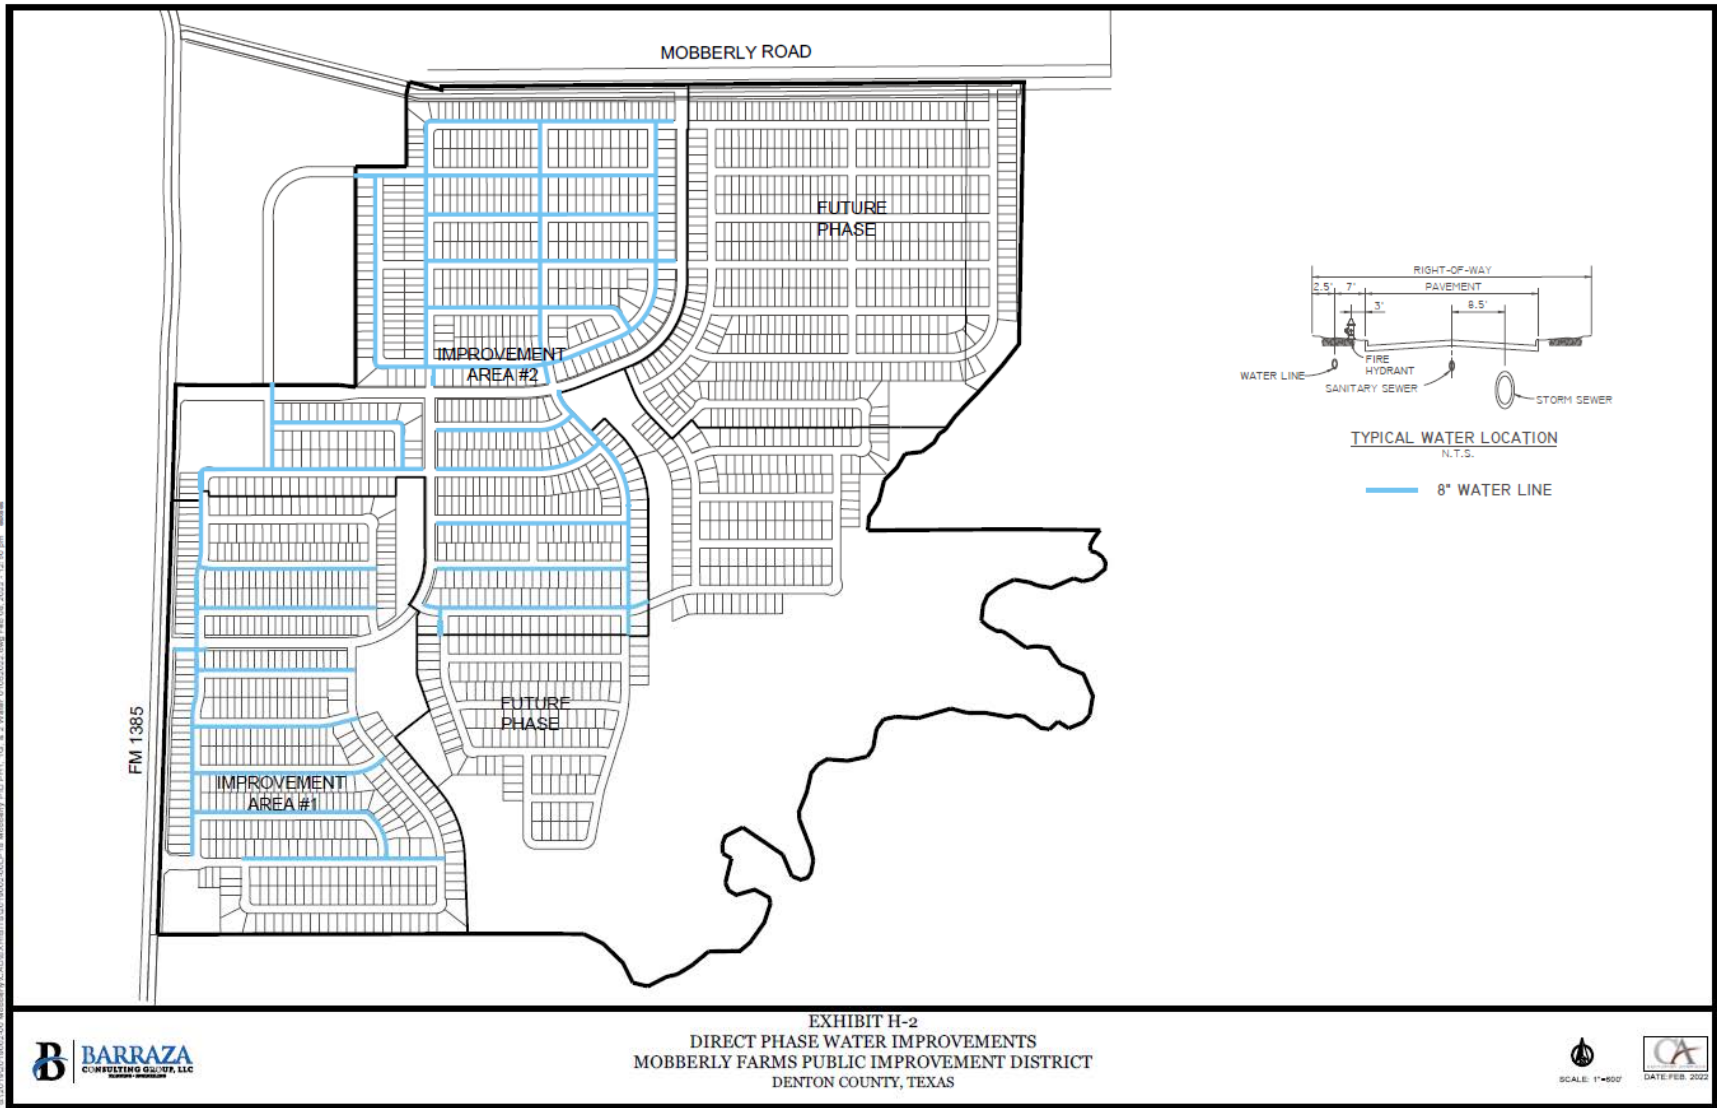 MOBBERLY ROAD
FUTURE
PHASE
RIGHT-OF-WAY
2.5' 7' PAVEMENT
3' 8.5'
FIRE
HYDRANT
WATER LINE
SANITARY SEWER
STORM SEWER
TYPICAL WATER LOCATION
N.T.S.
8" WATER LINE
IMPROVEMENT
AREA #2
FUTURE
PHASE
FM 1385
IMPROVEMENT
AREA #1
EXHIBIT H-2
DIRECT PHASE WATER IMPROVEMENTS
MOBBERLY FARMS PUBLIC IMPROVEMENT DISTRICT
DENTON COUNTY, TEXAS
B BARRAZA
CONSULTING GROUP, LLC
SCALE: 1"=600'
CA
DATE:FEB. 2022